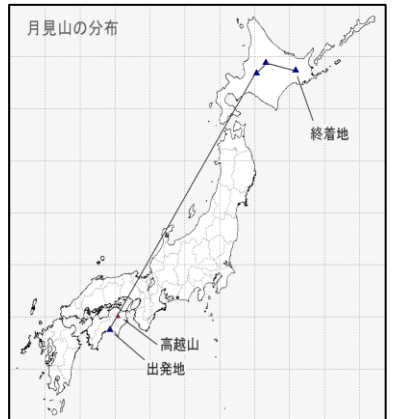 月見山の分布
終着地
高越山
出発地